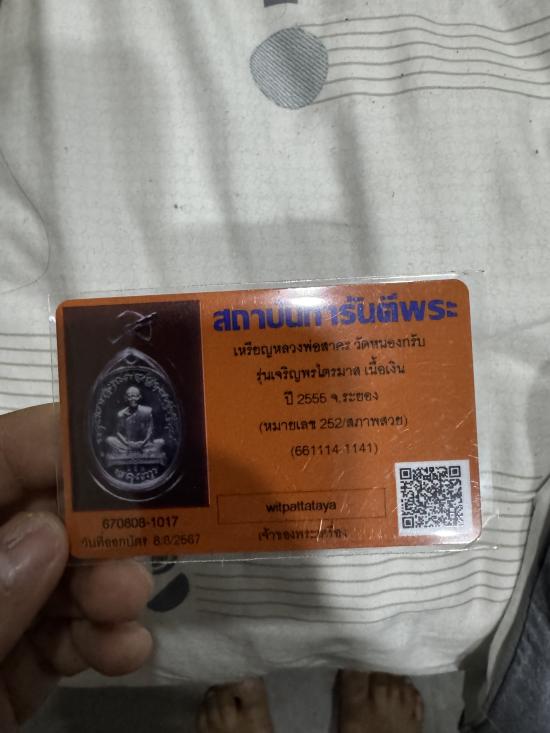 สถาบันการันตีพระ
เหรียญหลวงพ่อสาคร วัดหนองกรับ
รุ่นเจริญพรไตรมาส เนื้อเงิน
ปี 2555 จ.ระยอง
(หมายเลข 252/สภาพสวย)
(661114-1141)
witpattataya
เจ้าของพระเครื่อง
670808-1017
วันที่ออกบัตร 8/8/2567